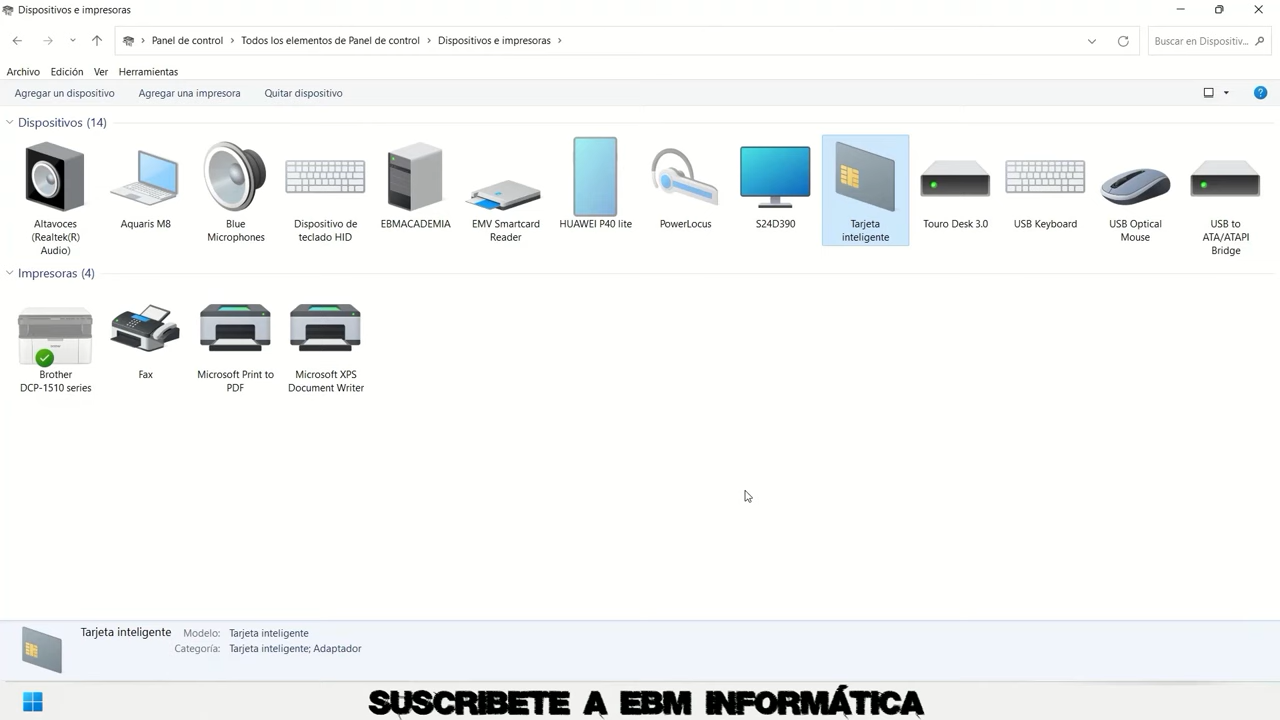 Dispositivos e impresoras
Panel de control > Todos los elementos de Panel de control > Dispositivos e impresoras >
Buscar en Dispositiv...
Archivo Edición Ver Herramientas
Agregar un dispositivo Agregar una impresora Quitar dispositivo
Dispositivos (14)
Altavoces
(Realtek(R)
Audio)
Aquaris M8
Blue
Microphones
Dispositivo de
teclado HID
EBMACADEMIA
EMV Smartcard
Reader
HUAWEI P40 lite
PowerLocus
S24D390
Tarjeta
inteligente
Touro Desk 3.0
USB Keyboard
USB Optical
Mouse
USB to
ATA/ATAPI
Bridge
Impresoras (4)
Brother
DCP-1510 series
Fax
Microsoft Print to
PDF
Microsoft XPS
Document Writer
Tarjeta inteligente Modelo: Tarjeta inteligente
Categoría: Tarjeta inteligente; Adaptador
SUSCRIBETE A EBM INFORMÁTICA